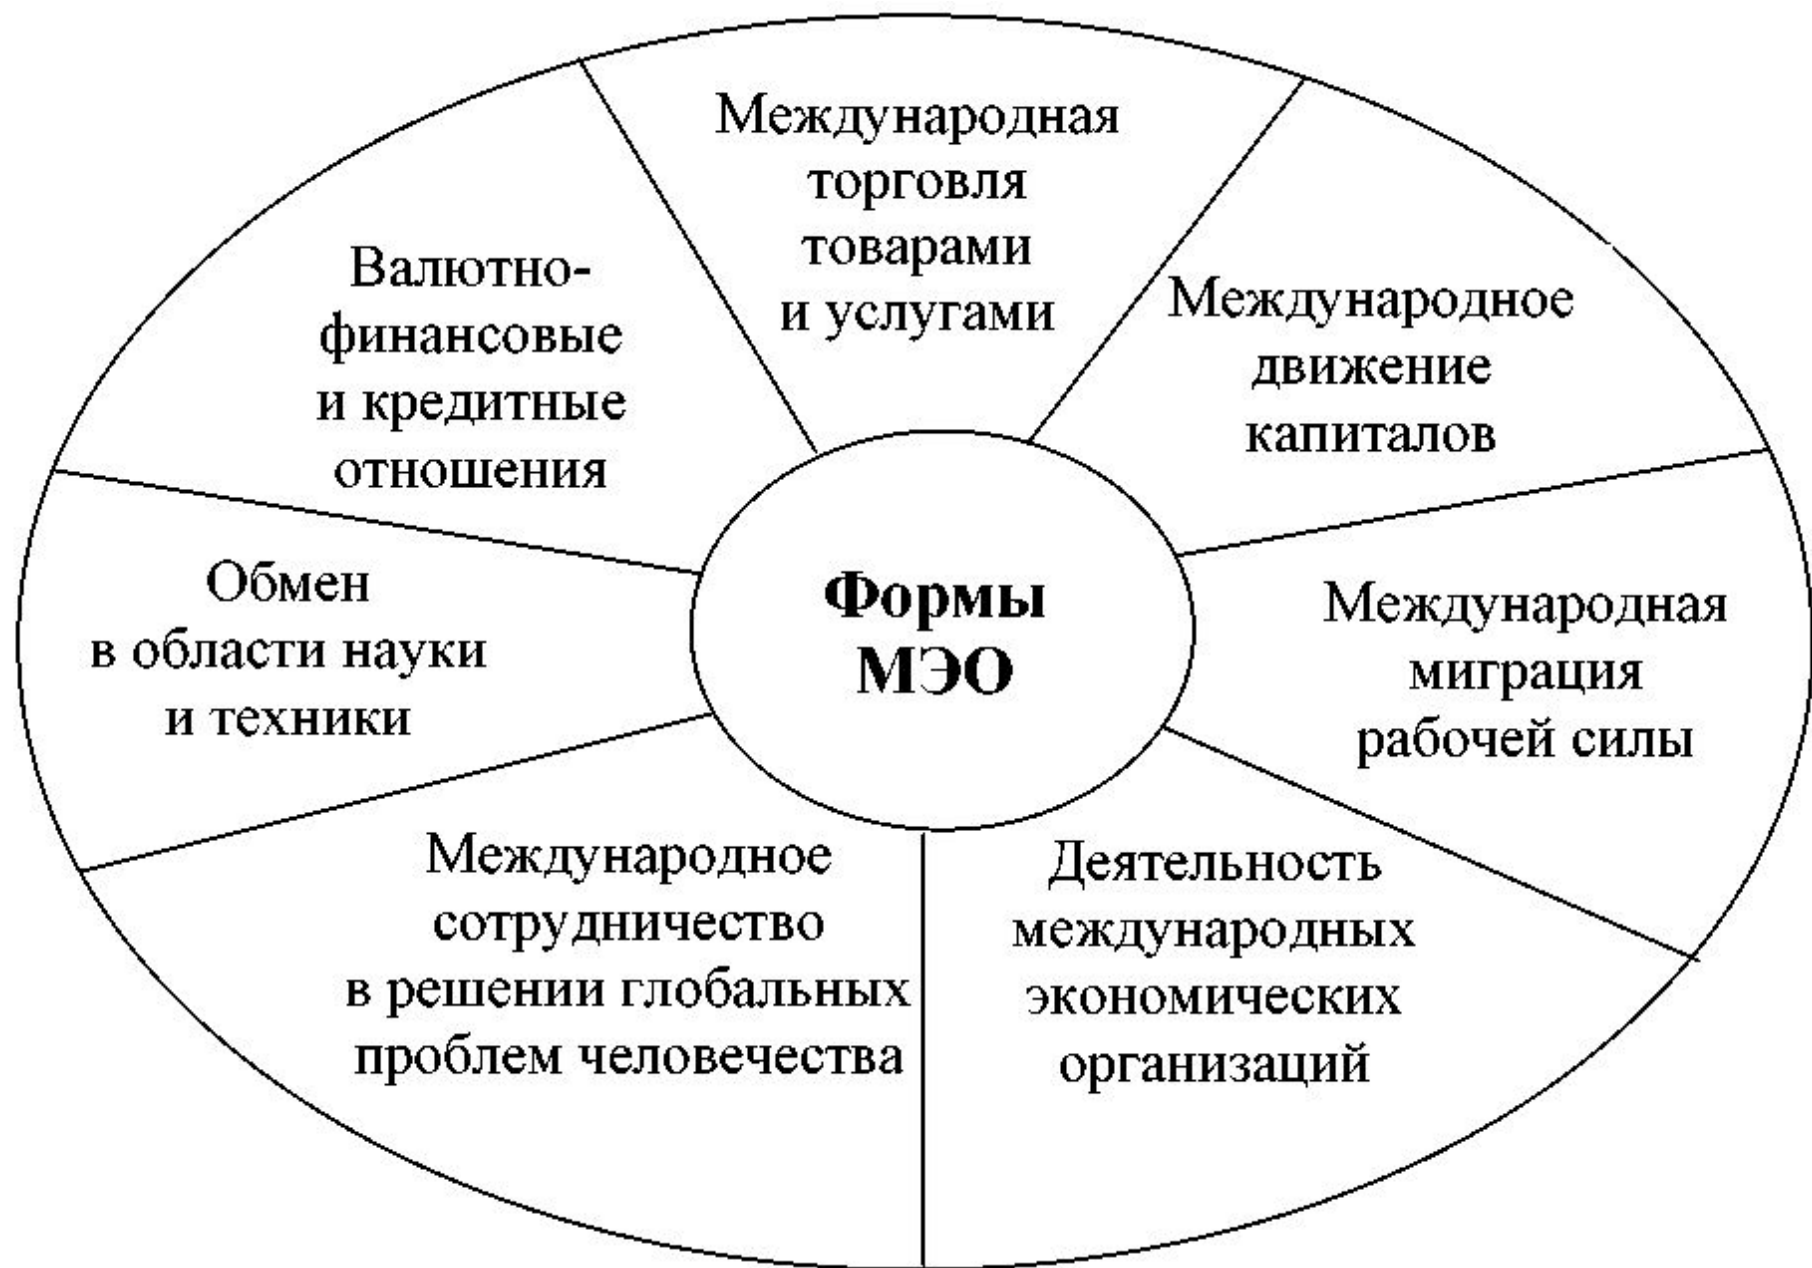 Международная
торговля
товарами
и услугами
Международное
движение
капиталов
Международная
миграция
рабочей силы
Деятельность
международных
экономических
организаций
Международное
сотрудничество
в решении глобальных
проблем человечества
Обмен
в области науки
и техники
Валютно-
финансовые
и кредитные
отношения
Формы
МЭО